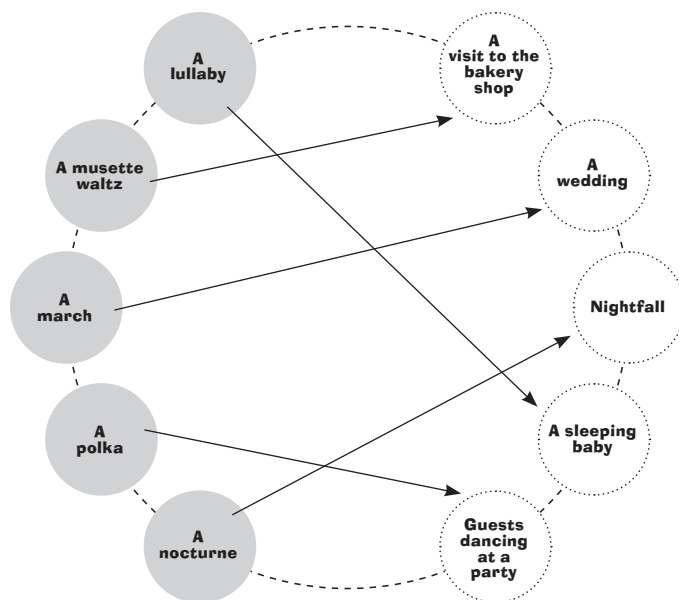 A
lullaby
A musette
waltz
A
march
A
polka
A
nocturne
A
visit to the
bakery
shop
A
wedding
Nightfall
A sleeping
baby
Guests
dancing
at a
party